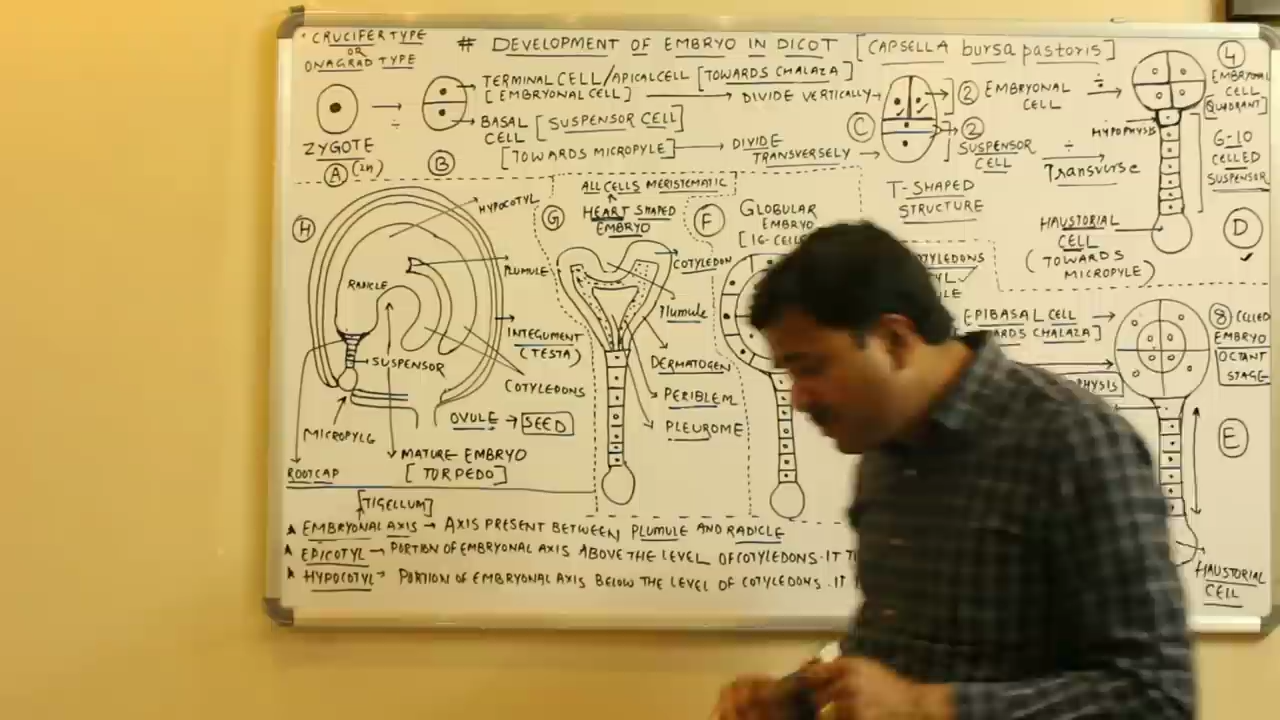 • CRUCIFER TYPE
OR
ONAGRAD TYPE
# DEVELOPMENT OF EMBRYO IN DICOT [CAPSELLA bursa pastoris]
ZYGOTE
(A) (2n)
÷
(B)
TERMINAL CELL/APICAL CELL [TOWARDS CHALAZA]
[EMBRYONAL CELL] → DIVIDE VERTICALLY →
BASAL CELL [SUSPENSOR CELL]
[TOWARDS MICROPYLE] → DIVIDE TRANSVERSELY →
(C)
(2) EMBRYONAL CELL
÷
(2) SUSPENSOR CELL
÷
Transverse
T-SHAPED
STRUCTURE
(4)
EMBRYONAL
CELL
[QUADRANT]
HYPOPHYSIS
6-10
CELLED
SUSPENSOR
HAUSTORIAL
CELL
(TOWARDS
MICROPYLE)
(D)
✓
EPIBASAL CELL
(8) CELLED
EMBRYO
OCTANT
STAGE
(E)
HAUSTORIAL
CELL
(F)
GLOBULAR
EMBRYO
ALL CELLS MERISTEMATIC
(G)
HEART SHAPED
EMBRYO
COTYLEDON
Plumule
DERMATOGEN
PERIBLEM
PLEUROME
(H)
HYPOCOTYL
PLUMULE
RADICLE
INTEGUMENT
(TESTA)
SUSPENSOR
COTYLEDONS
OVULE → SEED
MICROPYLG
MATURE EMBRYO
[TORPEDO]
ROOTCAP
[TIGELLUM]
EMBRYONAL AXIS → AXIS PRESENT BETWEEN PLUMULE AND RADICLE
EPICOTYL → PORTION OF EMBRYONAL AXIS ABOVE THE LEVEL OF COTYLEDONS. IT
HYPOCOTYL → PORTION OF EMBRYONAL AXIS BELOW THE LEVEL OF COTYLEDONS. IT